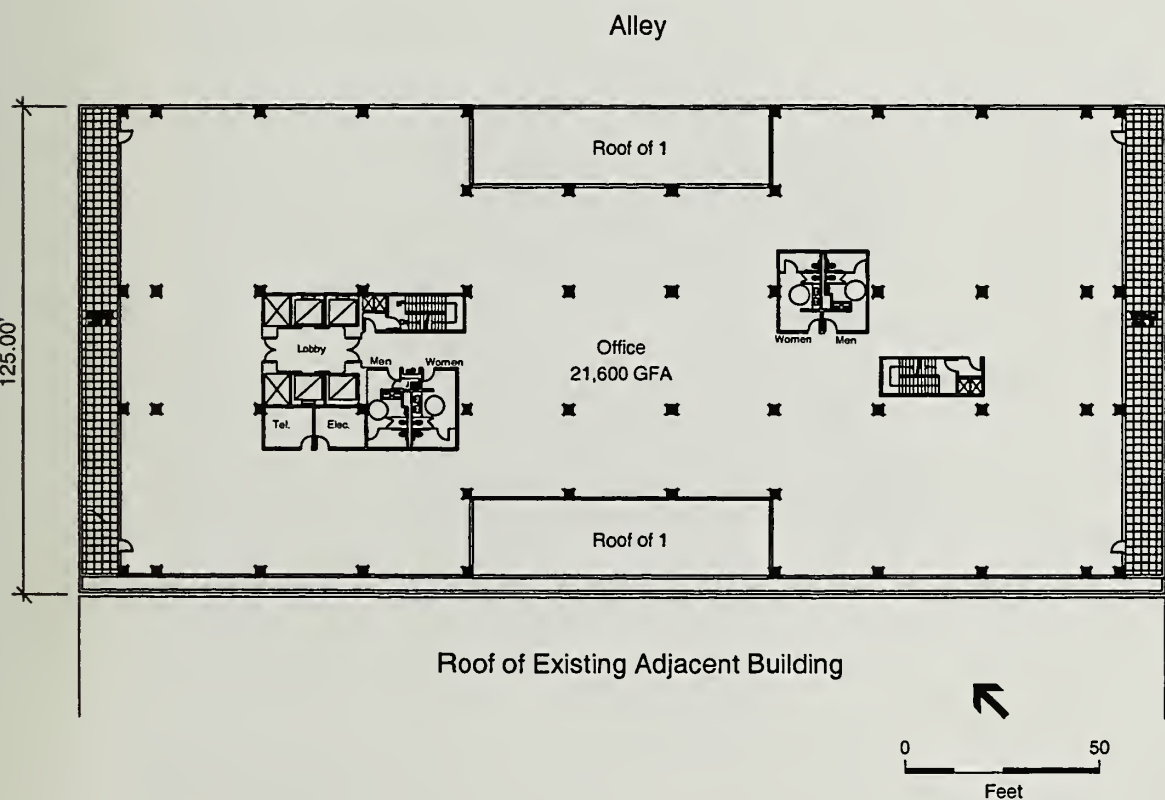 Alley
Roof of 1
125.00'
Lobby
Men
Women
Tel.
Elec.
Office
21,600 GFA
Women
Men
Roof of 1
Roof of Existing Adjacent Building
0
50
Feet